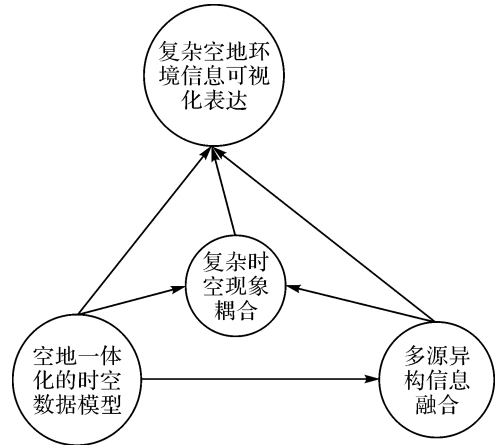 复杂空地环
境信息可视
化表达
复杂时
空现象
耦合
空地一体
化的时空
数据模型
多源异
构信息
融合